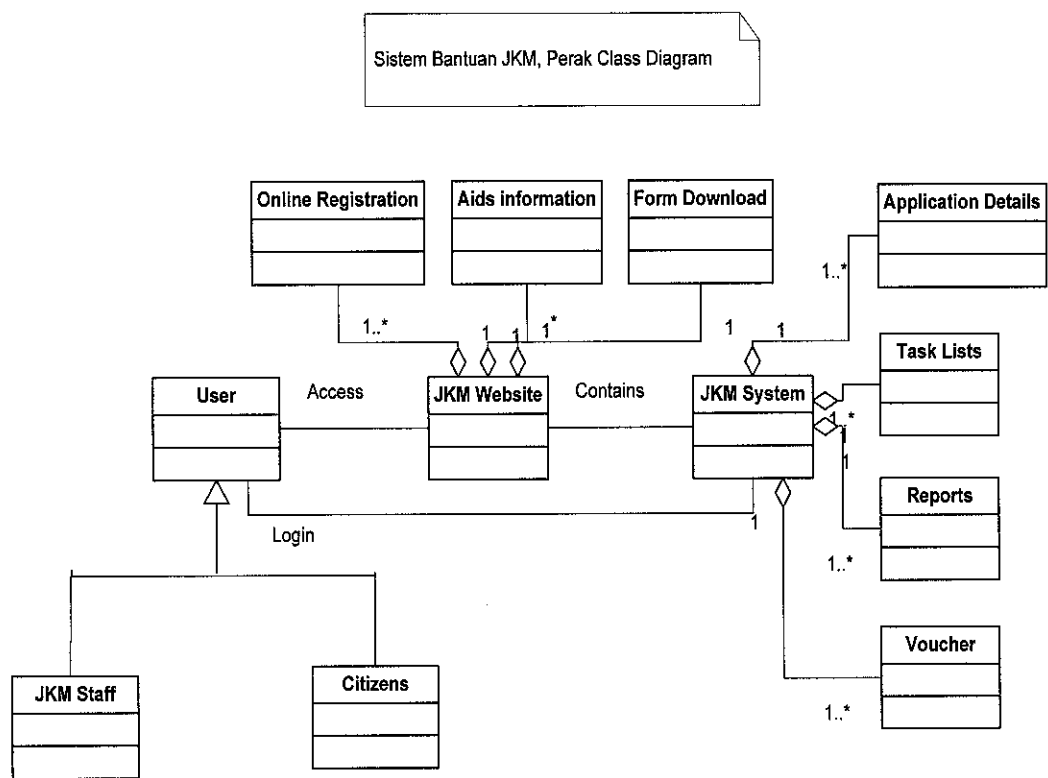 Sistem Bantuan JKM, Perak Class Diagram
Online Registration
Aids information
Form Download
Application Details
1..*
1
1
1
*
1
1
1..*
Task Lists
User
Access
JKM Website
Contains
JKM System
1..*
1
1
Reports
Login
1
1..*
Voucher
JKM Staff
Citizens
1..*